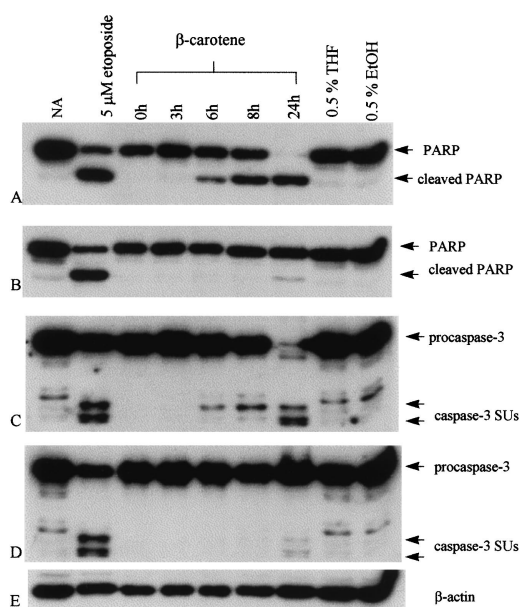 β-carotene
NA
5 μM etoposide
0h
3h
6h
8h
24h
0.5 % THF
0.5 % EtOH
PARP
cleaved PARP
A
PARP
cleaved PARP
B
procaspase-3
caspase-3 SUs
C
procaspase-3
caspase-3 SUs
D
β-actin
E